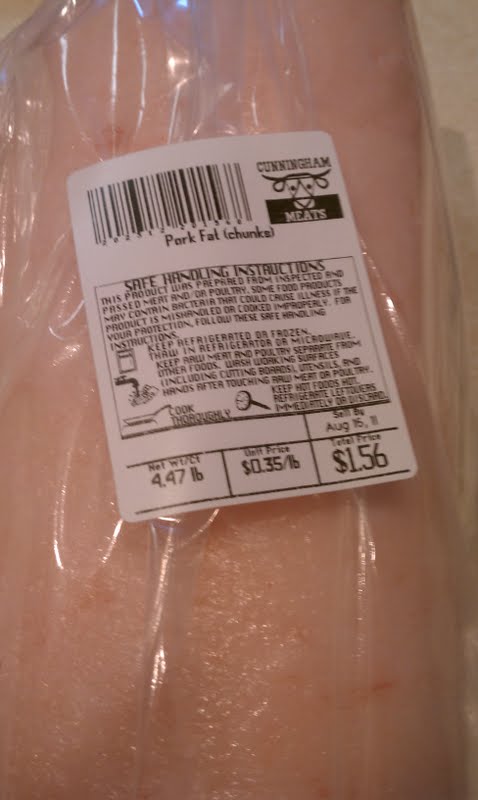 CUNNINGHAM
MEATS
Pork Fat (chunks)
SAFE HANDLING INSTRUCTIONS
THIS PRODUCT WAS PREPARED FROM INSPECTED AND
PASSED MEAT AND/OR POULTRY. SOME FOOD PRODUCTS
MAY CONTAIN BACTERIA THAT COULD CAUSE ILLNESS IF THE
PRODUCT IS MISHANDLED OR COOKED IMPROPERLY. FOR
YOUR PROTECTION, FOLLOW THESE SAFE HANDLING
INSTRUCTIONS.
KEEP REFRIGERATED OR FROZEN.
THAW IN REFRIGERATOR OR MICROWAVE.
KEEP RAW MEAT AND POULTRY SEPARATE FROM
OTHER FOODS. WASH WORKING SURFACES
(INCLUDING CUTTING BOARDS), UTENSILS, AND
HANDS AFTER TOUCHING RAW MEAT OR POULTRY.
COOK
THOROUGHLY
KEEP HOT FOODS HOT.
REFRIGERATE LEFTOVERS
IMMEDIATELY OR DISCARD.
Sell By
Aug 15, 11
Net Wt/Ct
4.47 lb
Unit Price
$0.35/lb
Total Price
$1.56